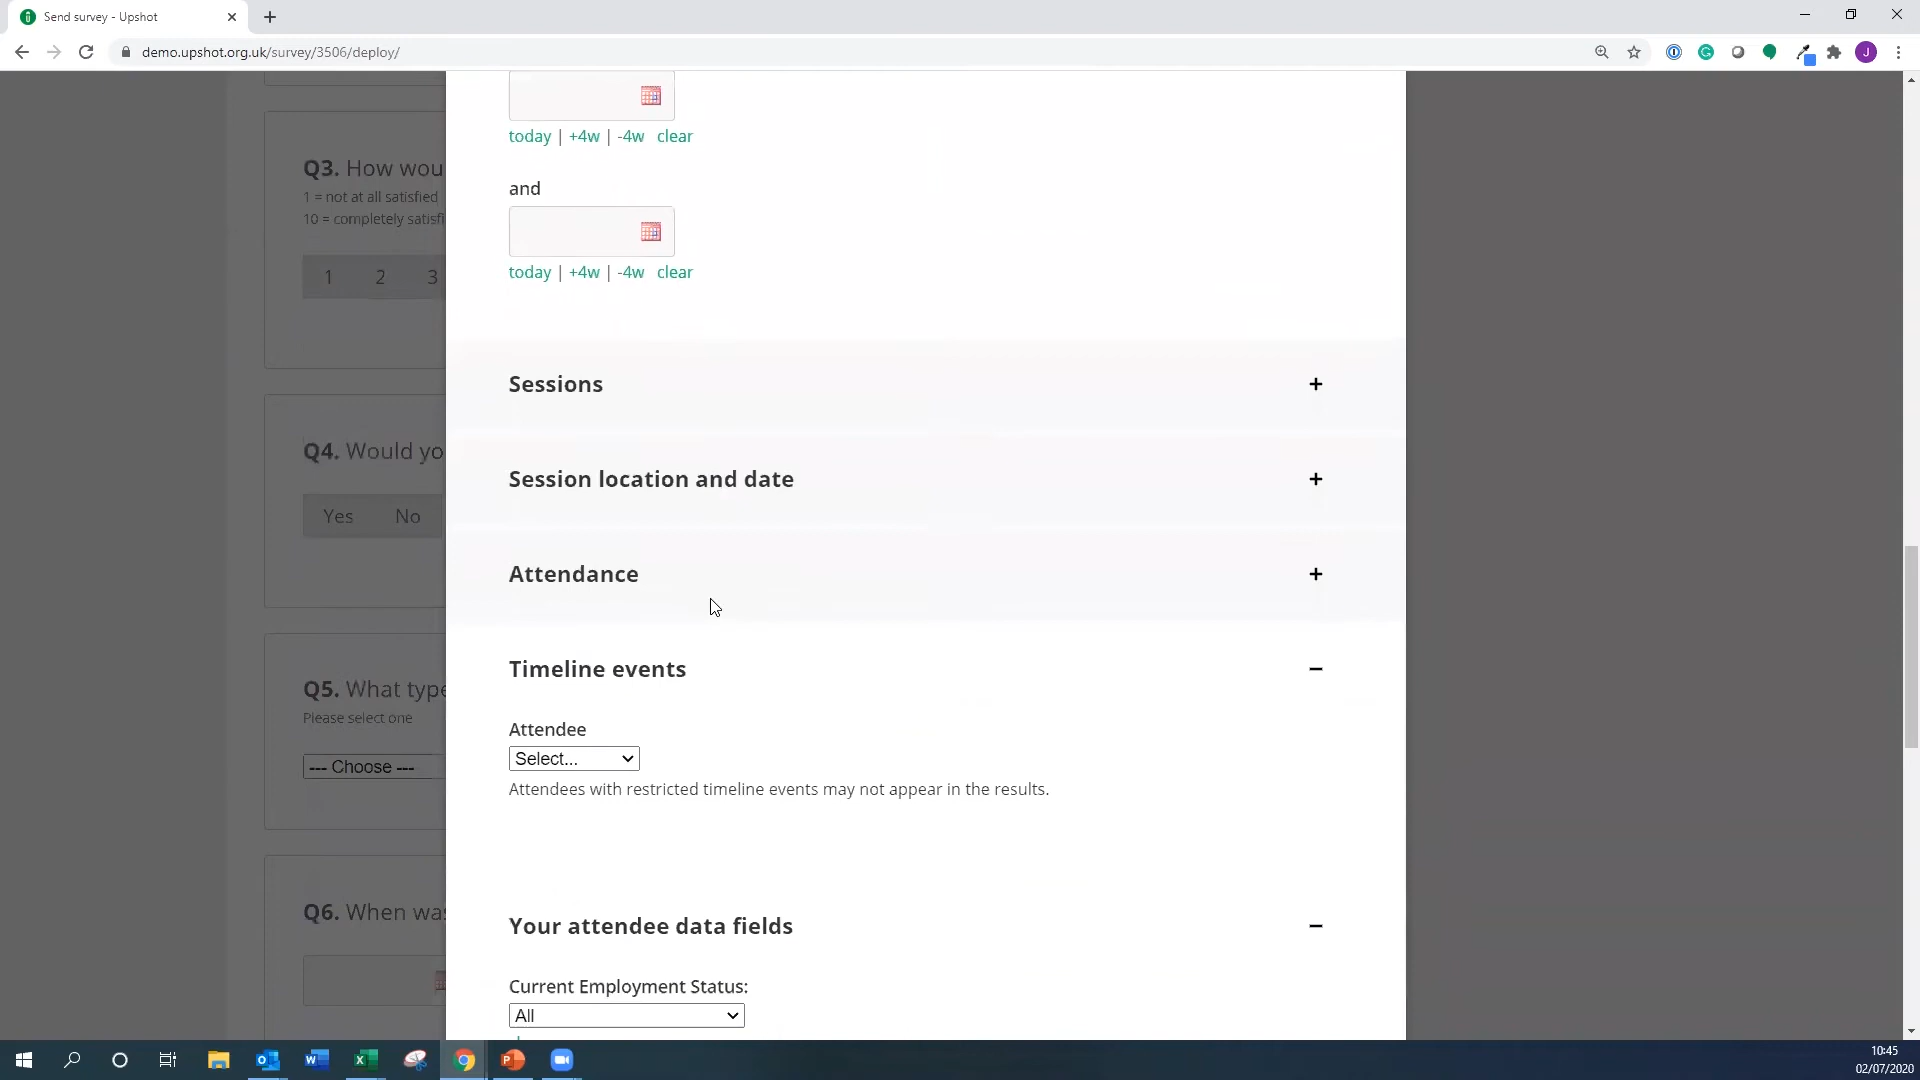 Send survey - Upshot
demo.upshot.org.uk/survey/3506/deploy/
J
today | +4w | -4w clear
and
today | +4w | -4w clear
Sessions
Session location and date
Attendance
Timeline events
Attendee
Select...
Attendees with restricted timeline events may not appear in the results.
Your attendee data fields
Current Employment Status:
All
Q3. How wou
1 = not at all satisfied
10 = completely satisfi
1 2 3
Q4. Would yo
Yes No
Q5. What type
Please select one
--- Choose ---
Q6. When was
10:45
02/07/2020